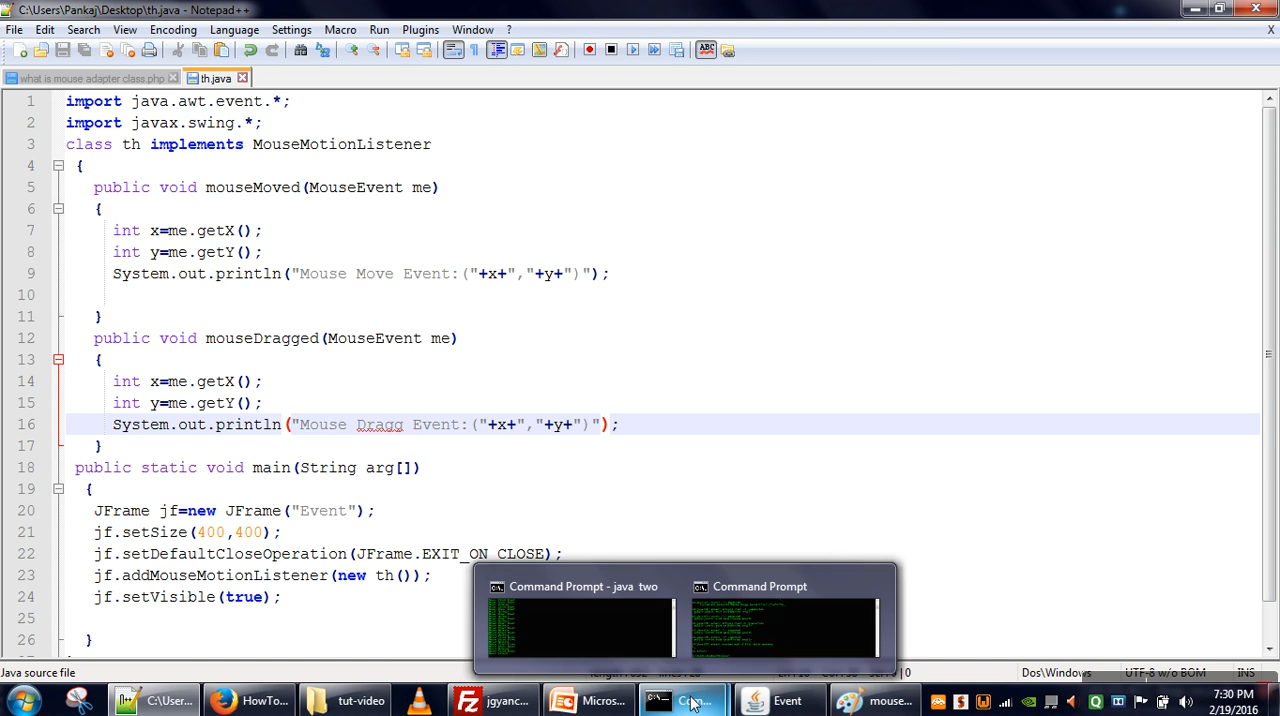 C:\Users\Pankaj\Desktop\th.java - Notepad++
File Edit Search View Encoding Language Settings Macro Run Plugins Window ? X
what is mouse adapter class.php th.java
1 import java.awt.event.*;
2 import javax.swing.*;
3 class th implements MouseMotionListener
4 {
5 public void mouseMoved(MouseEvent me)
6 {
7 int x=me.getX();
8 int y=me.getY();
9 System.out.println("Mouse Move Event:("+x+","+y+")");
10
11 }
12 public void mouseDragged(MouseEvent me)
13 {
14 int x=me.getX();
15 int y=me.getY();
16 System.out.println("Mouse Dragg Event:("+x+","+y+")");
17 }
18 public static void main(String arg[])
19 {
20 JFrame jf=new JFrame("Event");
21 jf.setSize(400,400);
22 jf.setDefaultCloseOperation(JFrame.EXIT_ON_CLOSE);
23 jf.addMouseMotionListener(new th());
24 jf.setVisible(true);
25
26 }
Command Prompt - java two Command Prompt
Java source file Dos\Windows UTF-8 INS
C:\User... HowTo... tut-video jgyanc... Micros... Co... Event mouse...
7:30 PM
2/19/2016